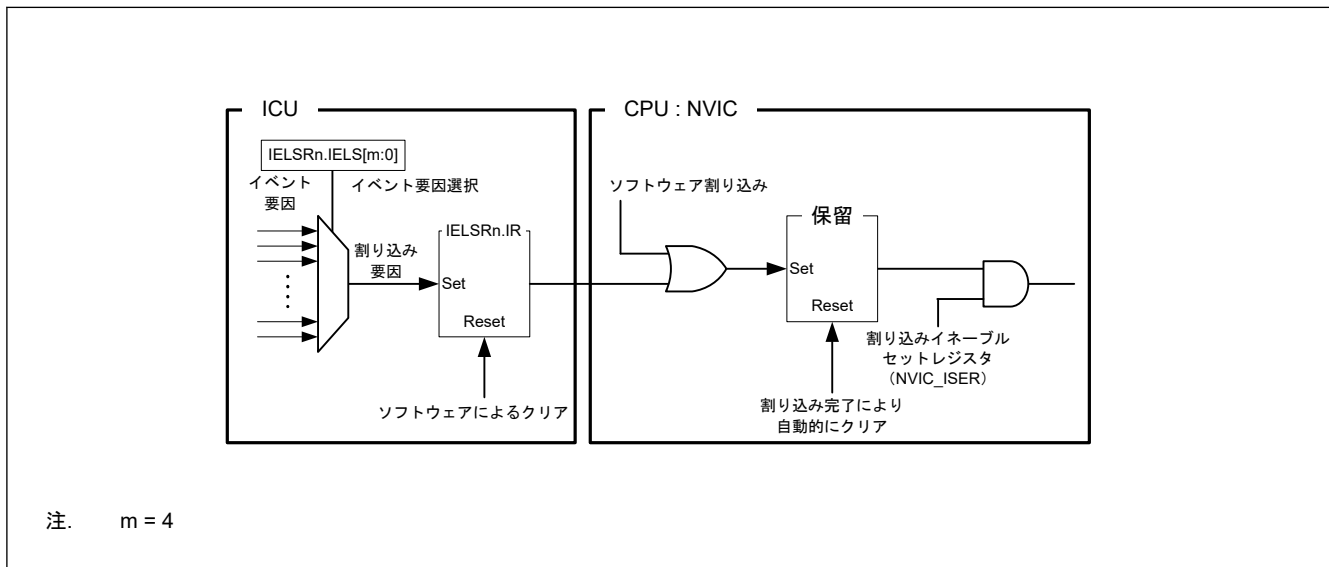 ICU
CPU : NVIC
IELSRn.IELS[m:0]
イベント
要因
イベント要因選択
IELSRn.IR
割り込み
要因
Set
Reset
ソフトウェアによるクリア
ソフトウェア割り込み
保留
Set
Reset
割り込みイネーブル
セットレジスタ
（NVIC_ISER）
割り込み完了により
自動的にクリア
注. m = 4